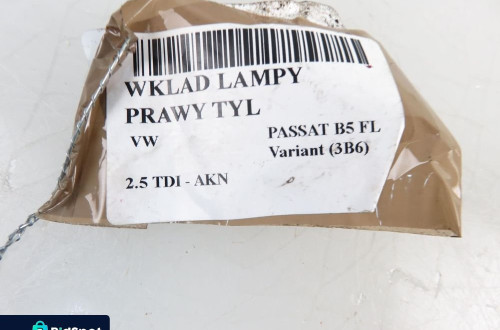 WKLAD LAMPY
PRAWY TYL
VW
PASSAT B5 FL
Variant (3B6)
2.5 TDI - AKN